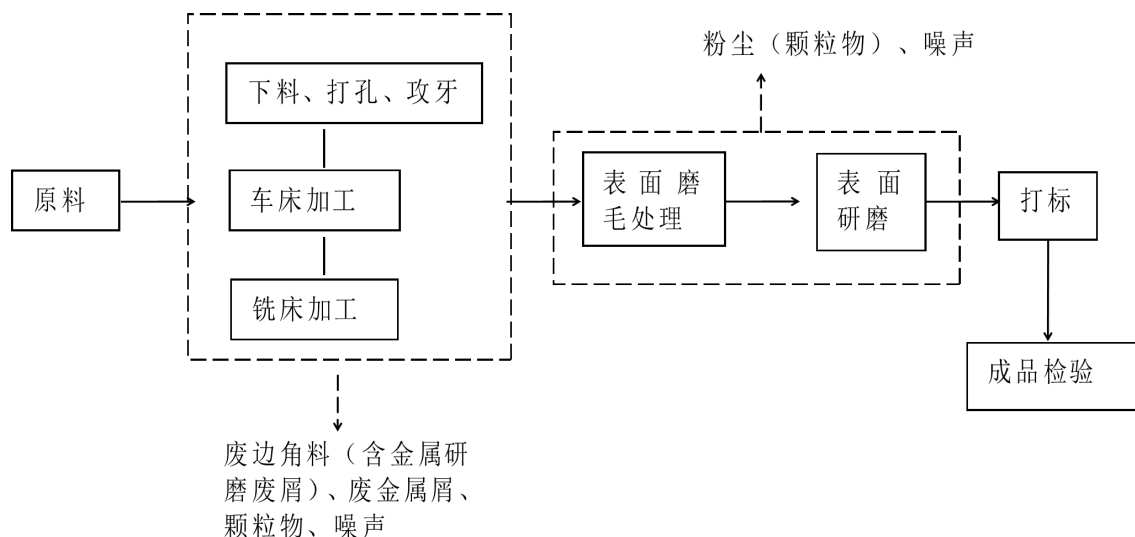 粉尘（颗粒物）、噪声
下料、打孔、攻牙
原料
车床加工
铣床加工
表面磨
毛处理
表面
研磨
打标
成品检验
废边角料（含金属研
磨废屑）、废金属屑、
颗粒物、噪声